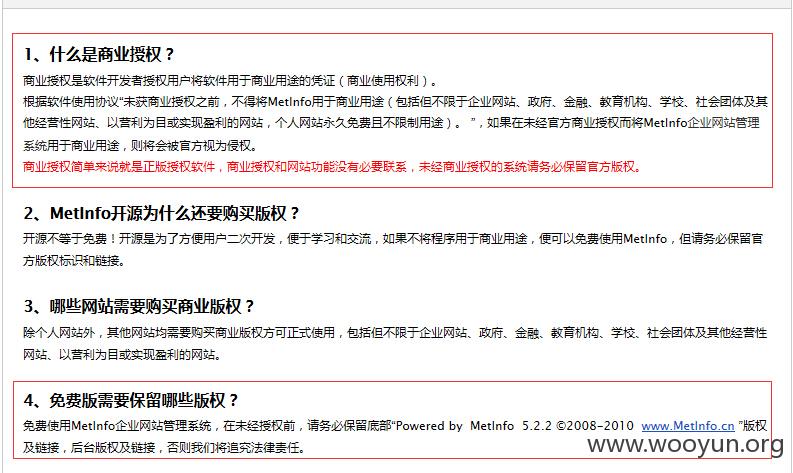 1、什么是商业授权？
商业授权是软件开发者授权用户将软件用于商业用途的凭证（商业使用权利）。
根据软件使用协议“未获商业授权之前，不得将MetInfo用于商业用途（包括但不限于企业网站、政府、金融、教育机构、学校、社会团体及其
他经营性网站、以营利为目或实现盈利的网站，个人网站永久免费且不限制用途）。 ”，如果在未经官方商业授权而将MetInfo企业网站管理
系统用于商业用途，则将会被官方视为侵权。
商业授权简单来说就是正版授权软件，商业授权和网站功能没有必要联系，未经商业授权的系统请务必保留官方版权。
2、MetInfo开源为什么还要购买版权？
开源不等于免费！开源是为了方便用户二次开发，便于学习和交流，如果不将程序用于商业用途，便可以免费使用MetInfo，但请务必保留官
方版权标识和链接。
3、哪些网站需要购买商业版权？
除个人网站外，其他网站均需要购买商业版权方可正式使用，包括但不限于企业网站、政府、金融、教育机构、学校、社会团体及其他经营性
网站、以营利为目或实现盈利的网站。
4、免费版需要保留哪些版权？
免费使用MetInfo企业网站管理系统，在未经授权前，请务必保留底部“Powered by MetInfo 5.2.2 ©2008-2010 www.MetInfo.cn ”版权
及链接，后台版权及链接，否则我们将追究法律责任。
www.wooyun.org